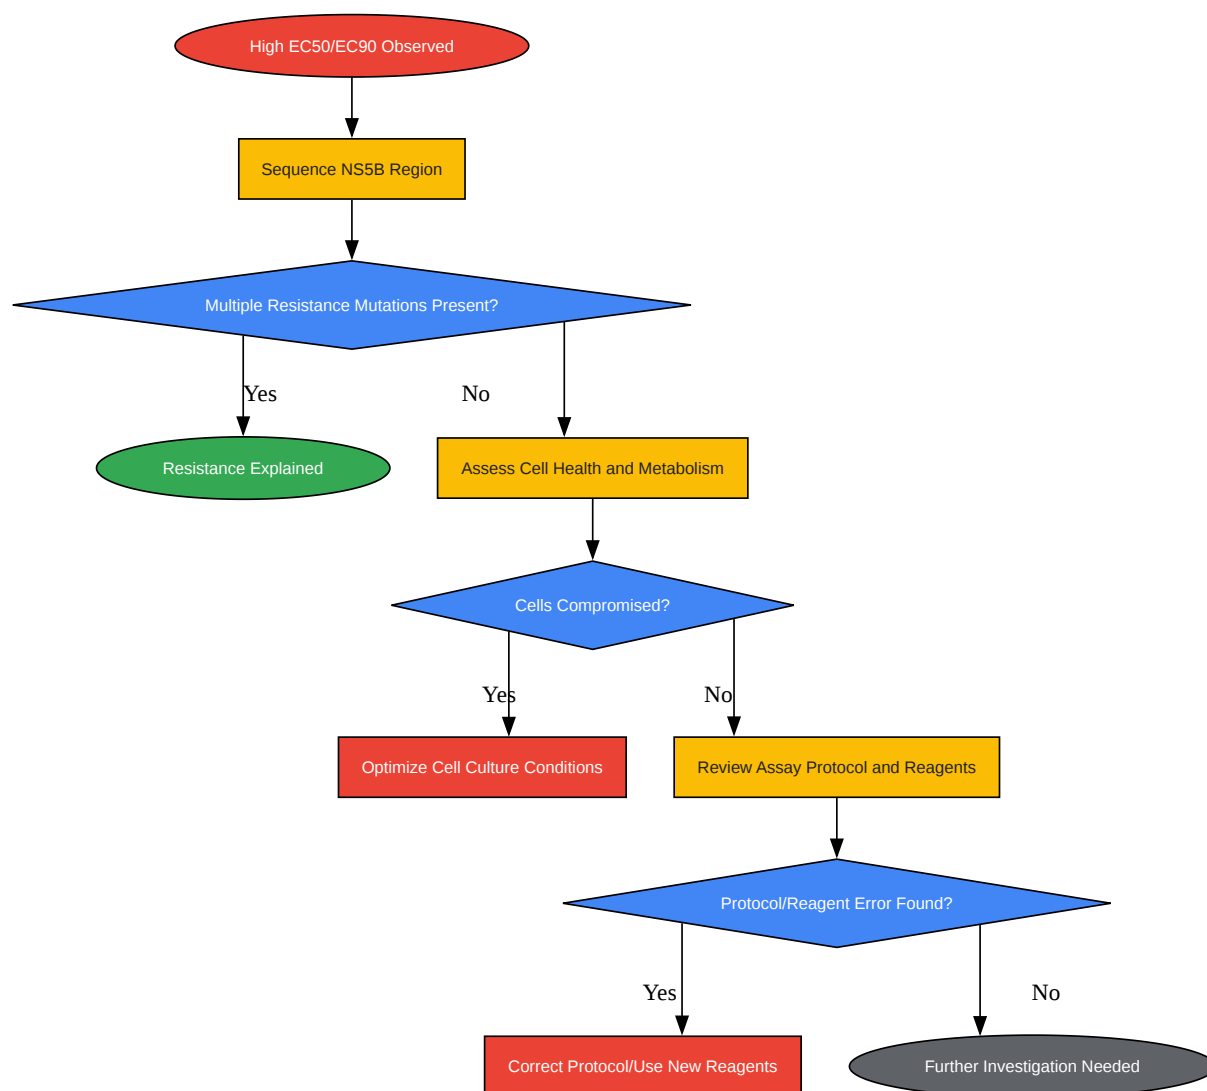 High EC50/EC90 Observed
Sequence NS5B Region
Multiple Resistance Mutations Present?
Yes
No
Resistance Explained
Assess Cell Health and Metabolism
Cells Compromised?
Yes
No
Optimize Cell Culture Conditions
Review Assay Protocol and Reagents
Protocol/Reagent Error Found?
Yes
No
Correct Protocol/Use New Reagents
Further Investigation Needed